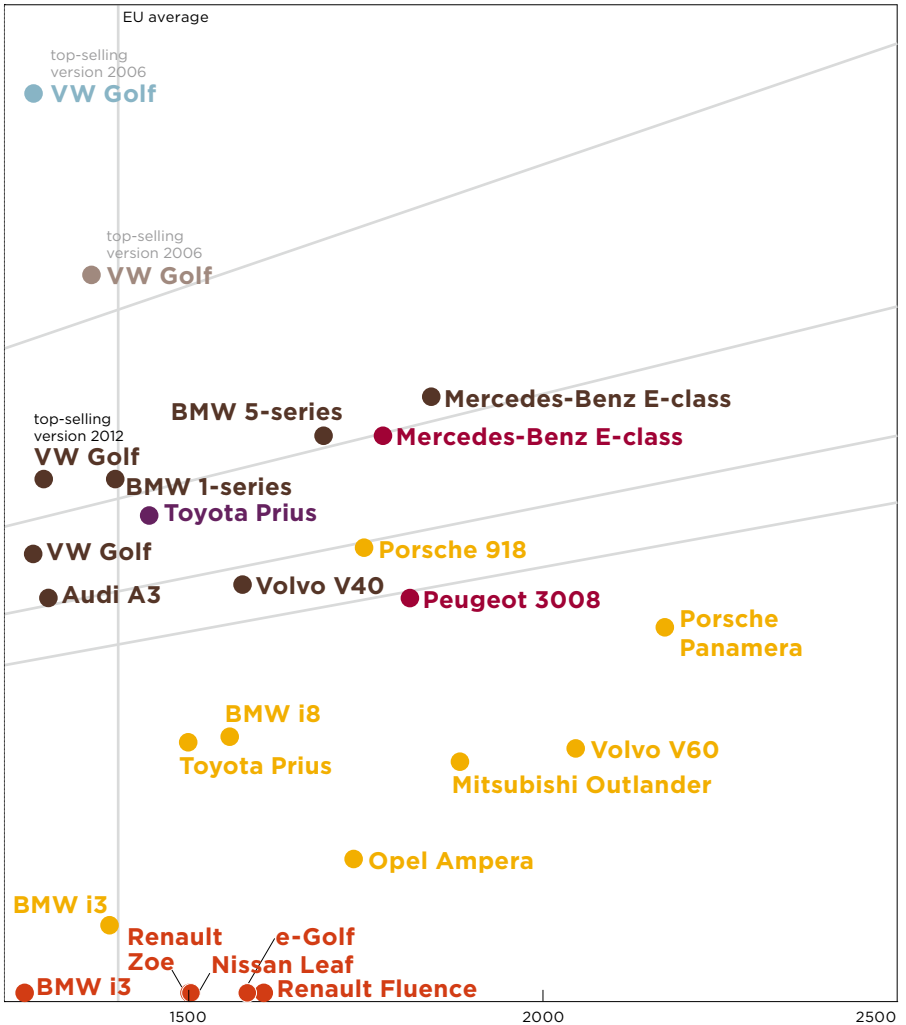 EU average
top-selling
version 2006
VW Golf
top-selling
version 2006
VW Golf
Mercedes-Benz E-class
BMW 5-series
Mercedes-Benz E-class
top-selling
version 2012
VW Golf
BMW 1-series
Toyota Prius
VW Golf
Porsche 918
Audi A3
Volvo V40
Peugeot 3008
Porsche
Panamera
BMW i8
Toyota Prius
Volvo V60
Mitsubishi Outlander
Opel Ampera
BMW i3
Renault
Zoe
e-Golf
Nissan Leaf
BMW i3
Renault Fluence
1500
2000
2500